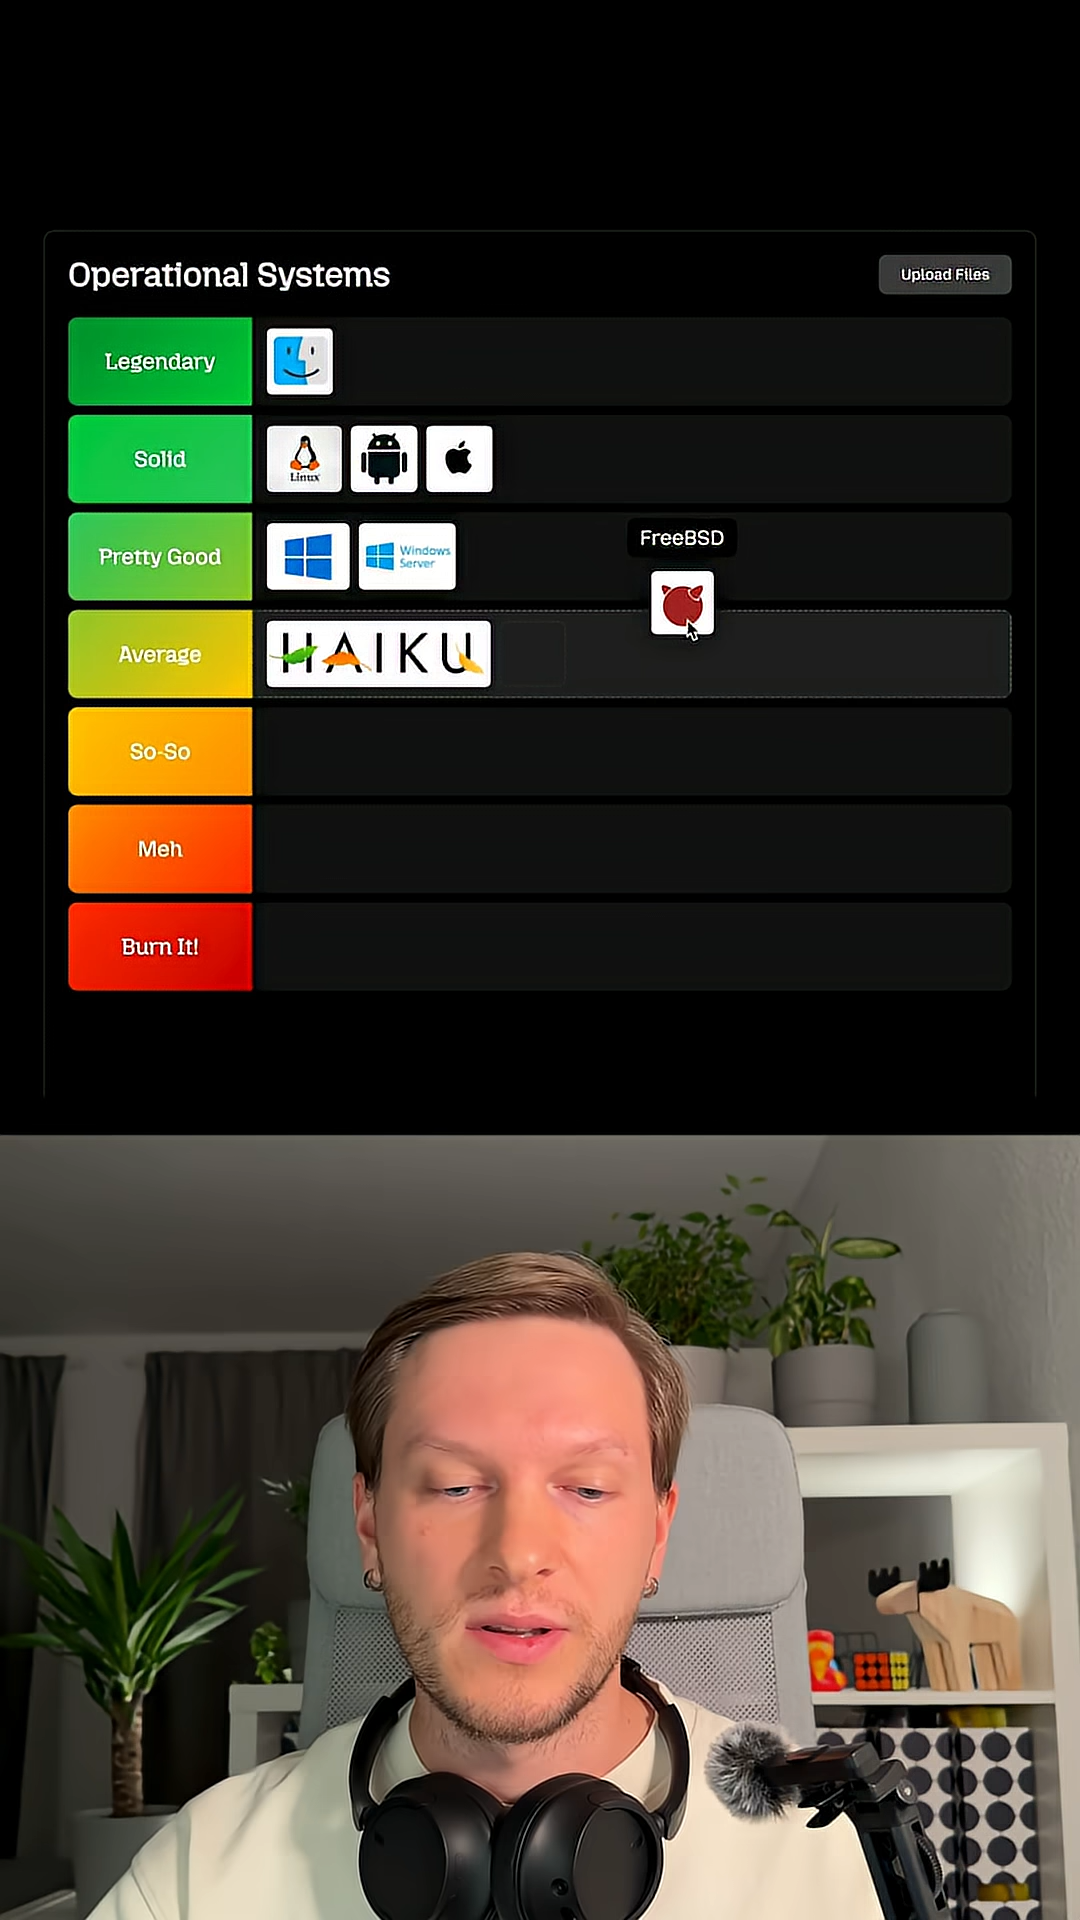 Operational Systems
Upload Files
Legendary
Solid
Linux
Pretty Good
Windows
Server
FreeBSD
Average
HAIKU
So-So
Meh
Burn It!